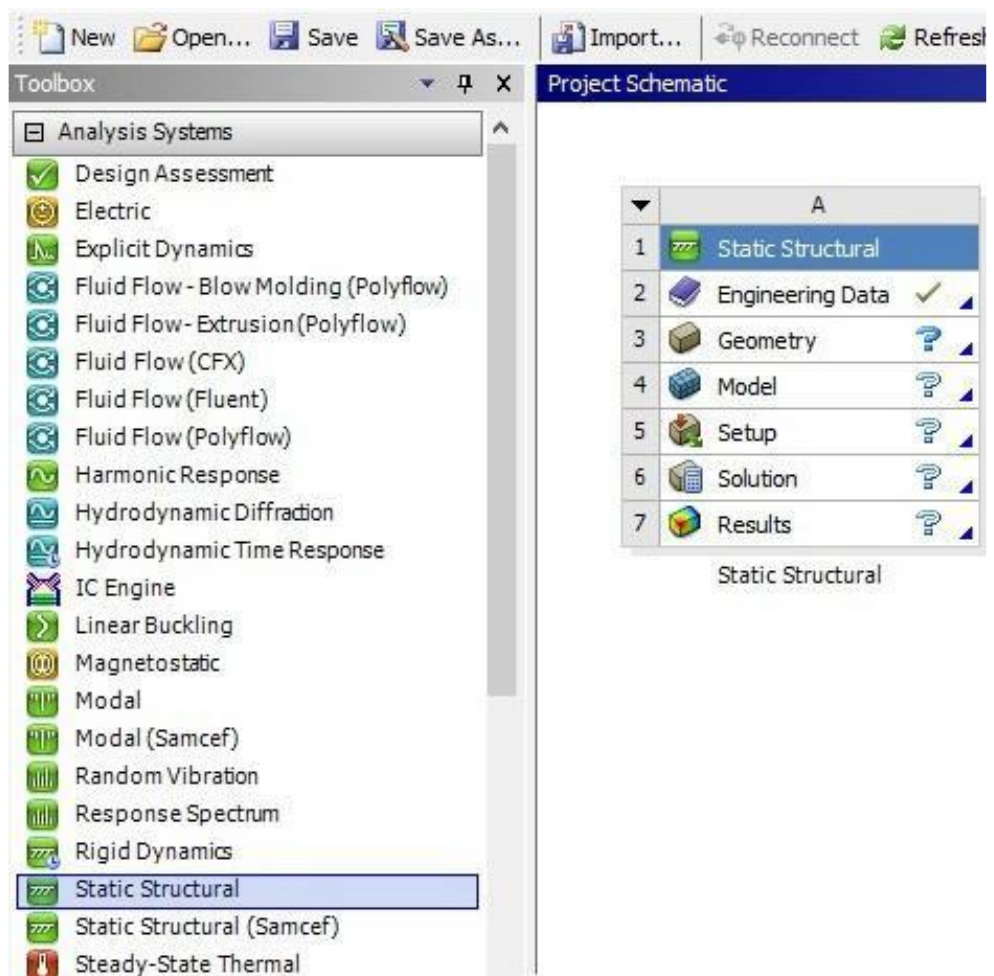 New Open... Save Save As... Import... Reconnect Refresh
Toolbox
Project Schematic
Analysis Systems
Design Assessment
Electric
Explicit Dynamics
Fluid Flow - Blow Molding (Polyflow)
Fluid Flow - Extrusion (Polyflow)
Fluid Flow (CFX)
Fluid Flow (Fluent)
Fluid Flow (Polyflow)
Harmonic Response
Hydrodynamic Diffraction
Hydrodynamic Time Response
IC Engine
Linear Buckling
Magnetostatic
Modal
Modal (Samcef)
Random Vibration
Response Spectrum
Rigid Dynamics
Static Structural
Static Structural (Samcef)
Steady-State Thermal
A
1 Static Structural
2 Engineering Data
3 Geometry
4 Model
5 Setup
6 Solution
7 Results
Static Structural